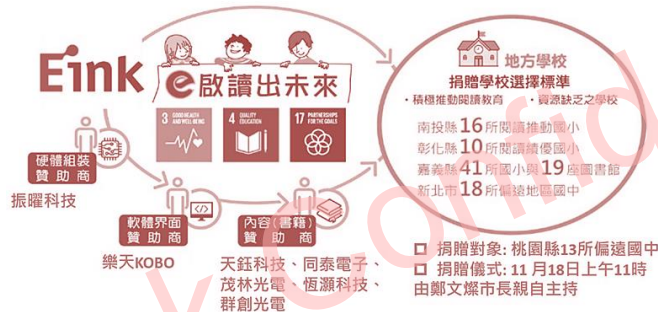 Eink
e啟讀出未來
3 GOOD HEALTH AND WELL-BEING
4 QUALITY EDUCATION
17 PARTNERSHIPS FOR THE GOALS
硬體組裝
贊助商
振曜科技
軟體界面
贊助商
樂天KOBO
內容(書籍)
贊助商
天鈺科技、同泰電子、
茂林光電、恆灝科技、
群創光電
地方學校
捐贈學校選擇標準
・積極推動閱讀教育 ・資源缺乏之學校
南投縣16所閱讀推動國小
彰化縣10所閱讀績優國小
嘉義縣41所國小與19座圖書館
新北市18所偏遠地區國中
捐贈對象: 桃園縣13所偏遠國中
捐贈儀式: 11 月18日上午11時
由鄭文燦市長親自主持
k Confid